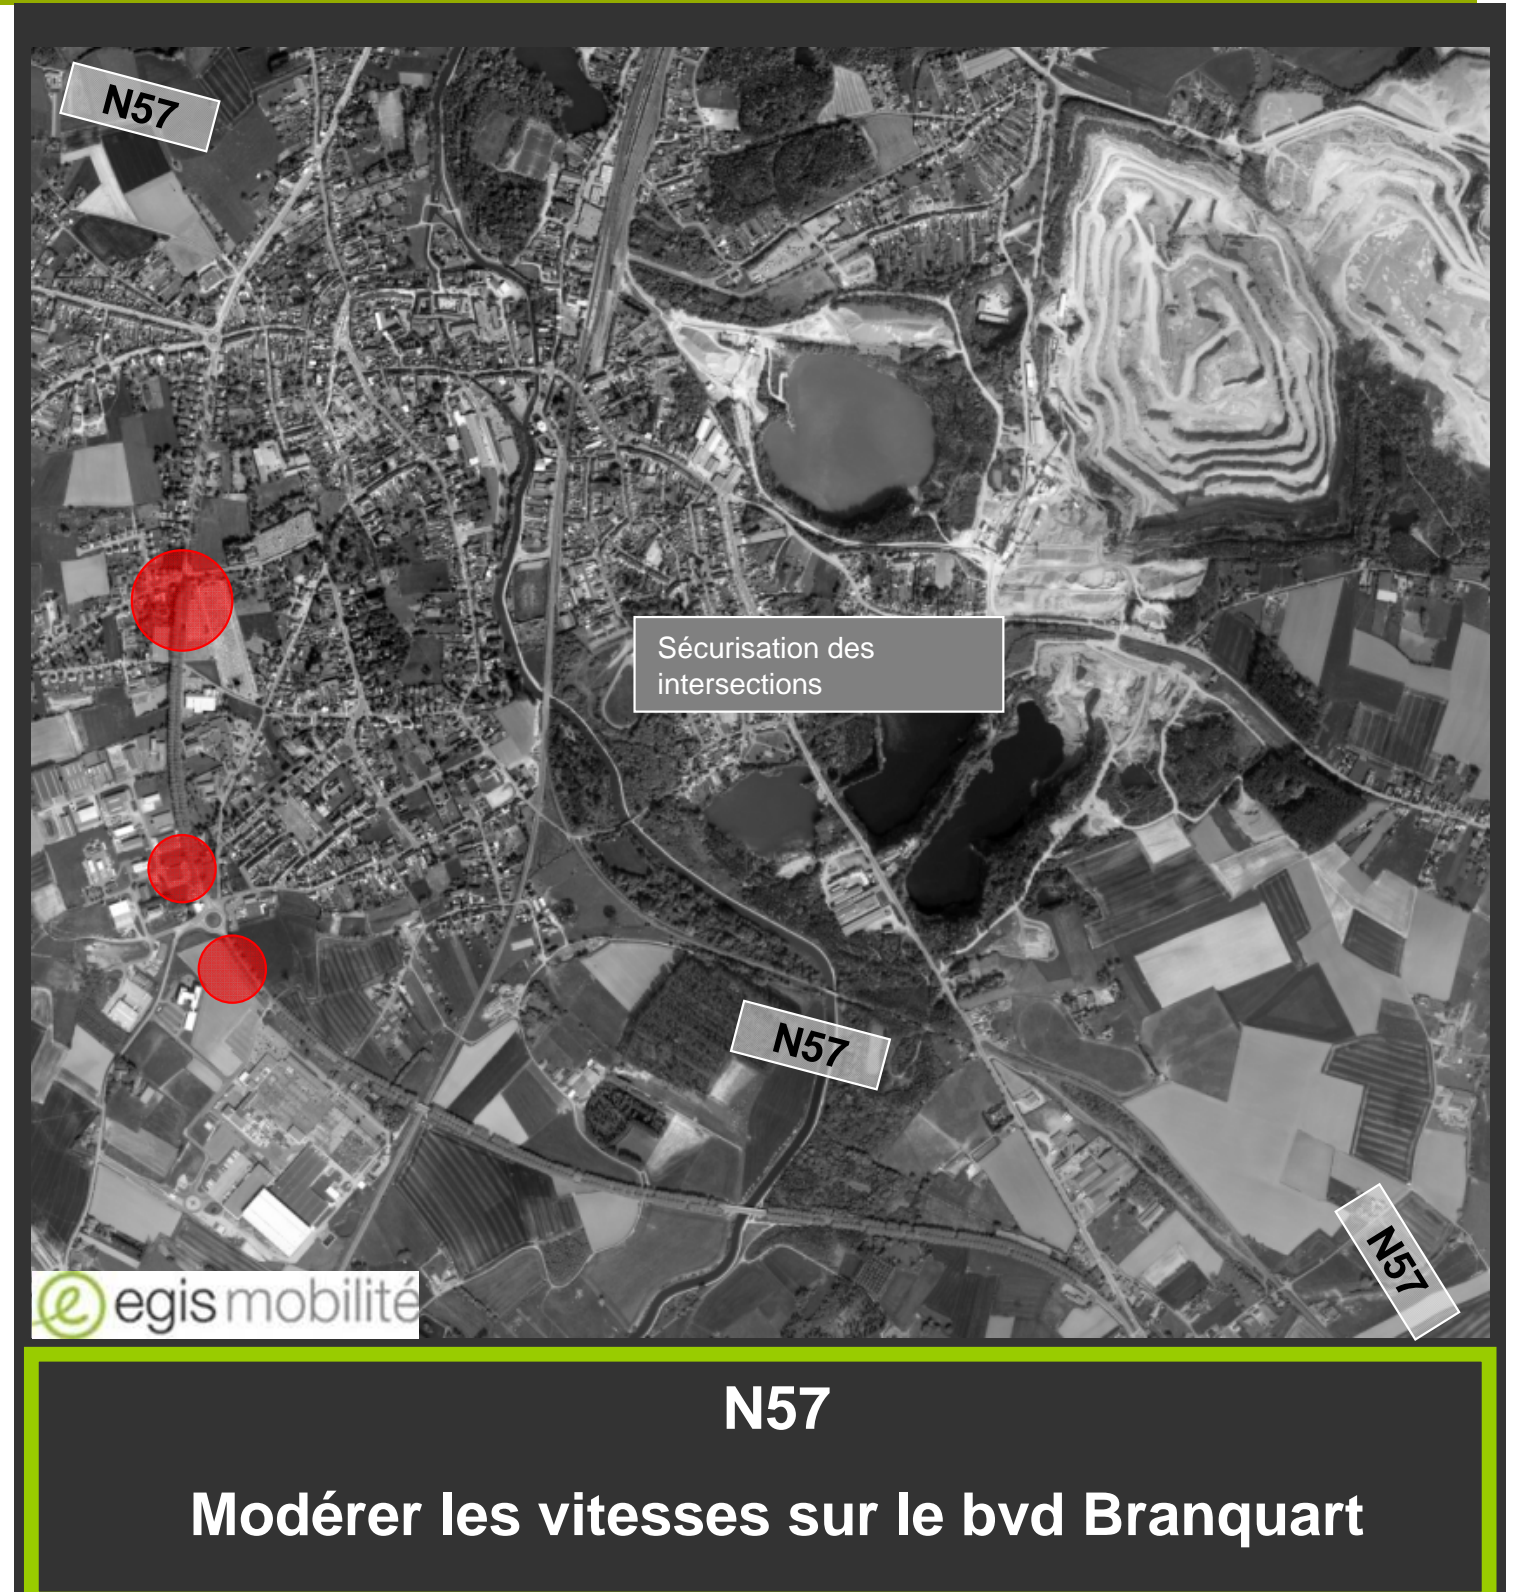 N57
Sécurisation des
intersections
N57
N57
egis mobilité
N57
Modérer les vitesses sur le bvd Branquart